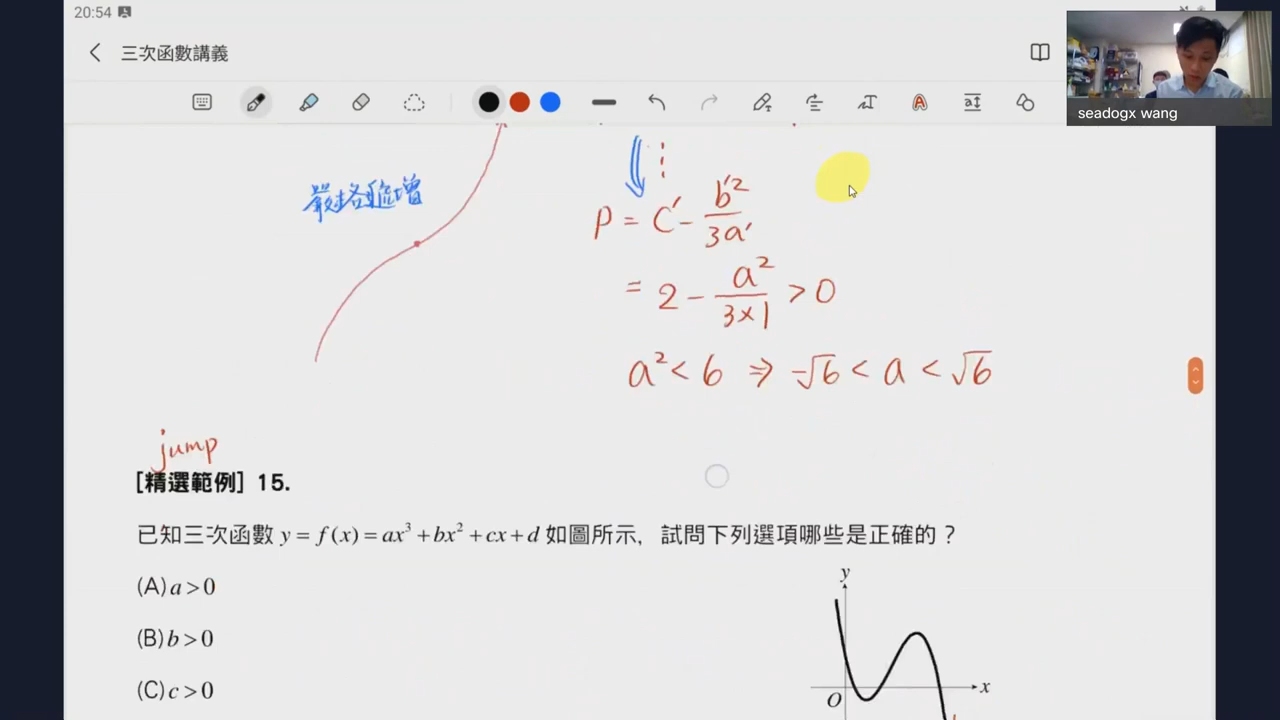 20:54
三次函數講義
seadogx wang
嚴格遞增
P = C' - b'²/3a'
= 2 - a²/3×1 > 0
a² < 6 ⇒ -√6 < a < √6
jump
[精選範例] 15.
已知三次函數 y = f(x) = ax³ + bx² + cx + d 如圖所示，試問下列選項哪些是正確的？
(A) a > 0
(B) b > 0
(C) c > 0
y
O
x